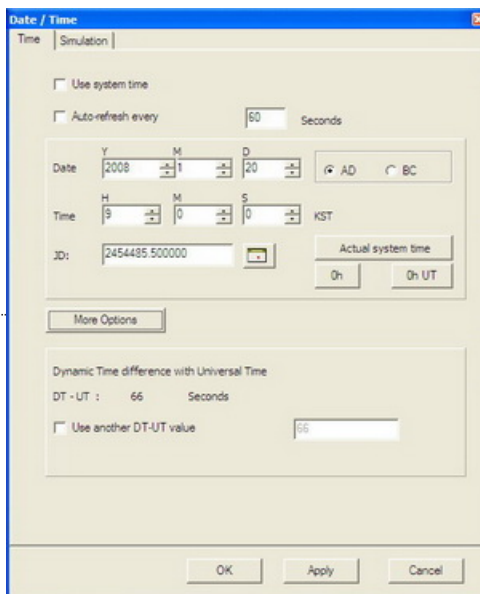 Date / Time
Time Simulation
Use system time
Auto-refresh every 60 Seconds
Y M D
Date 2008 1 20 AD BC
H M S
Time 9 0 0 KST
JD: 2454485.500000
Actual system time
0h 0h UT
More Options
Dynamic Time difference with Universal Time
DT - UT : 66 Seconds
Use another DT-UT value 66
OK Apply Cancel